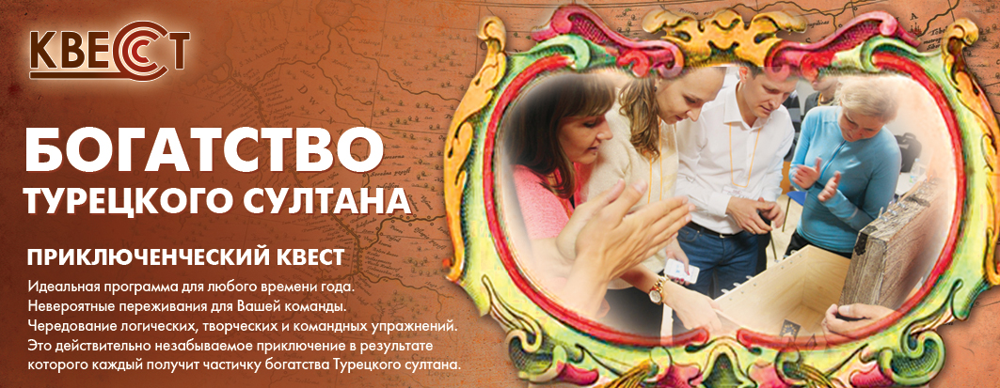 КВЕССТ
БОГАТСТВО
ТУРЕЦКОГО СУЛТАНА
ПРИКЛЮЧЕНЧЕСКИЙ КВЕСТ
Идеальная программа для любого времени года.
Невероятные переживания для Вашей команды.
Чередование логических, творческих и командных упражнений.
Это действительно незабываемое приключение в результате
которого каждый получит частичку богатства Турецкого султана.